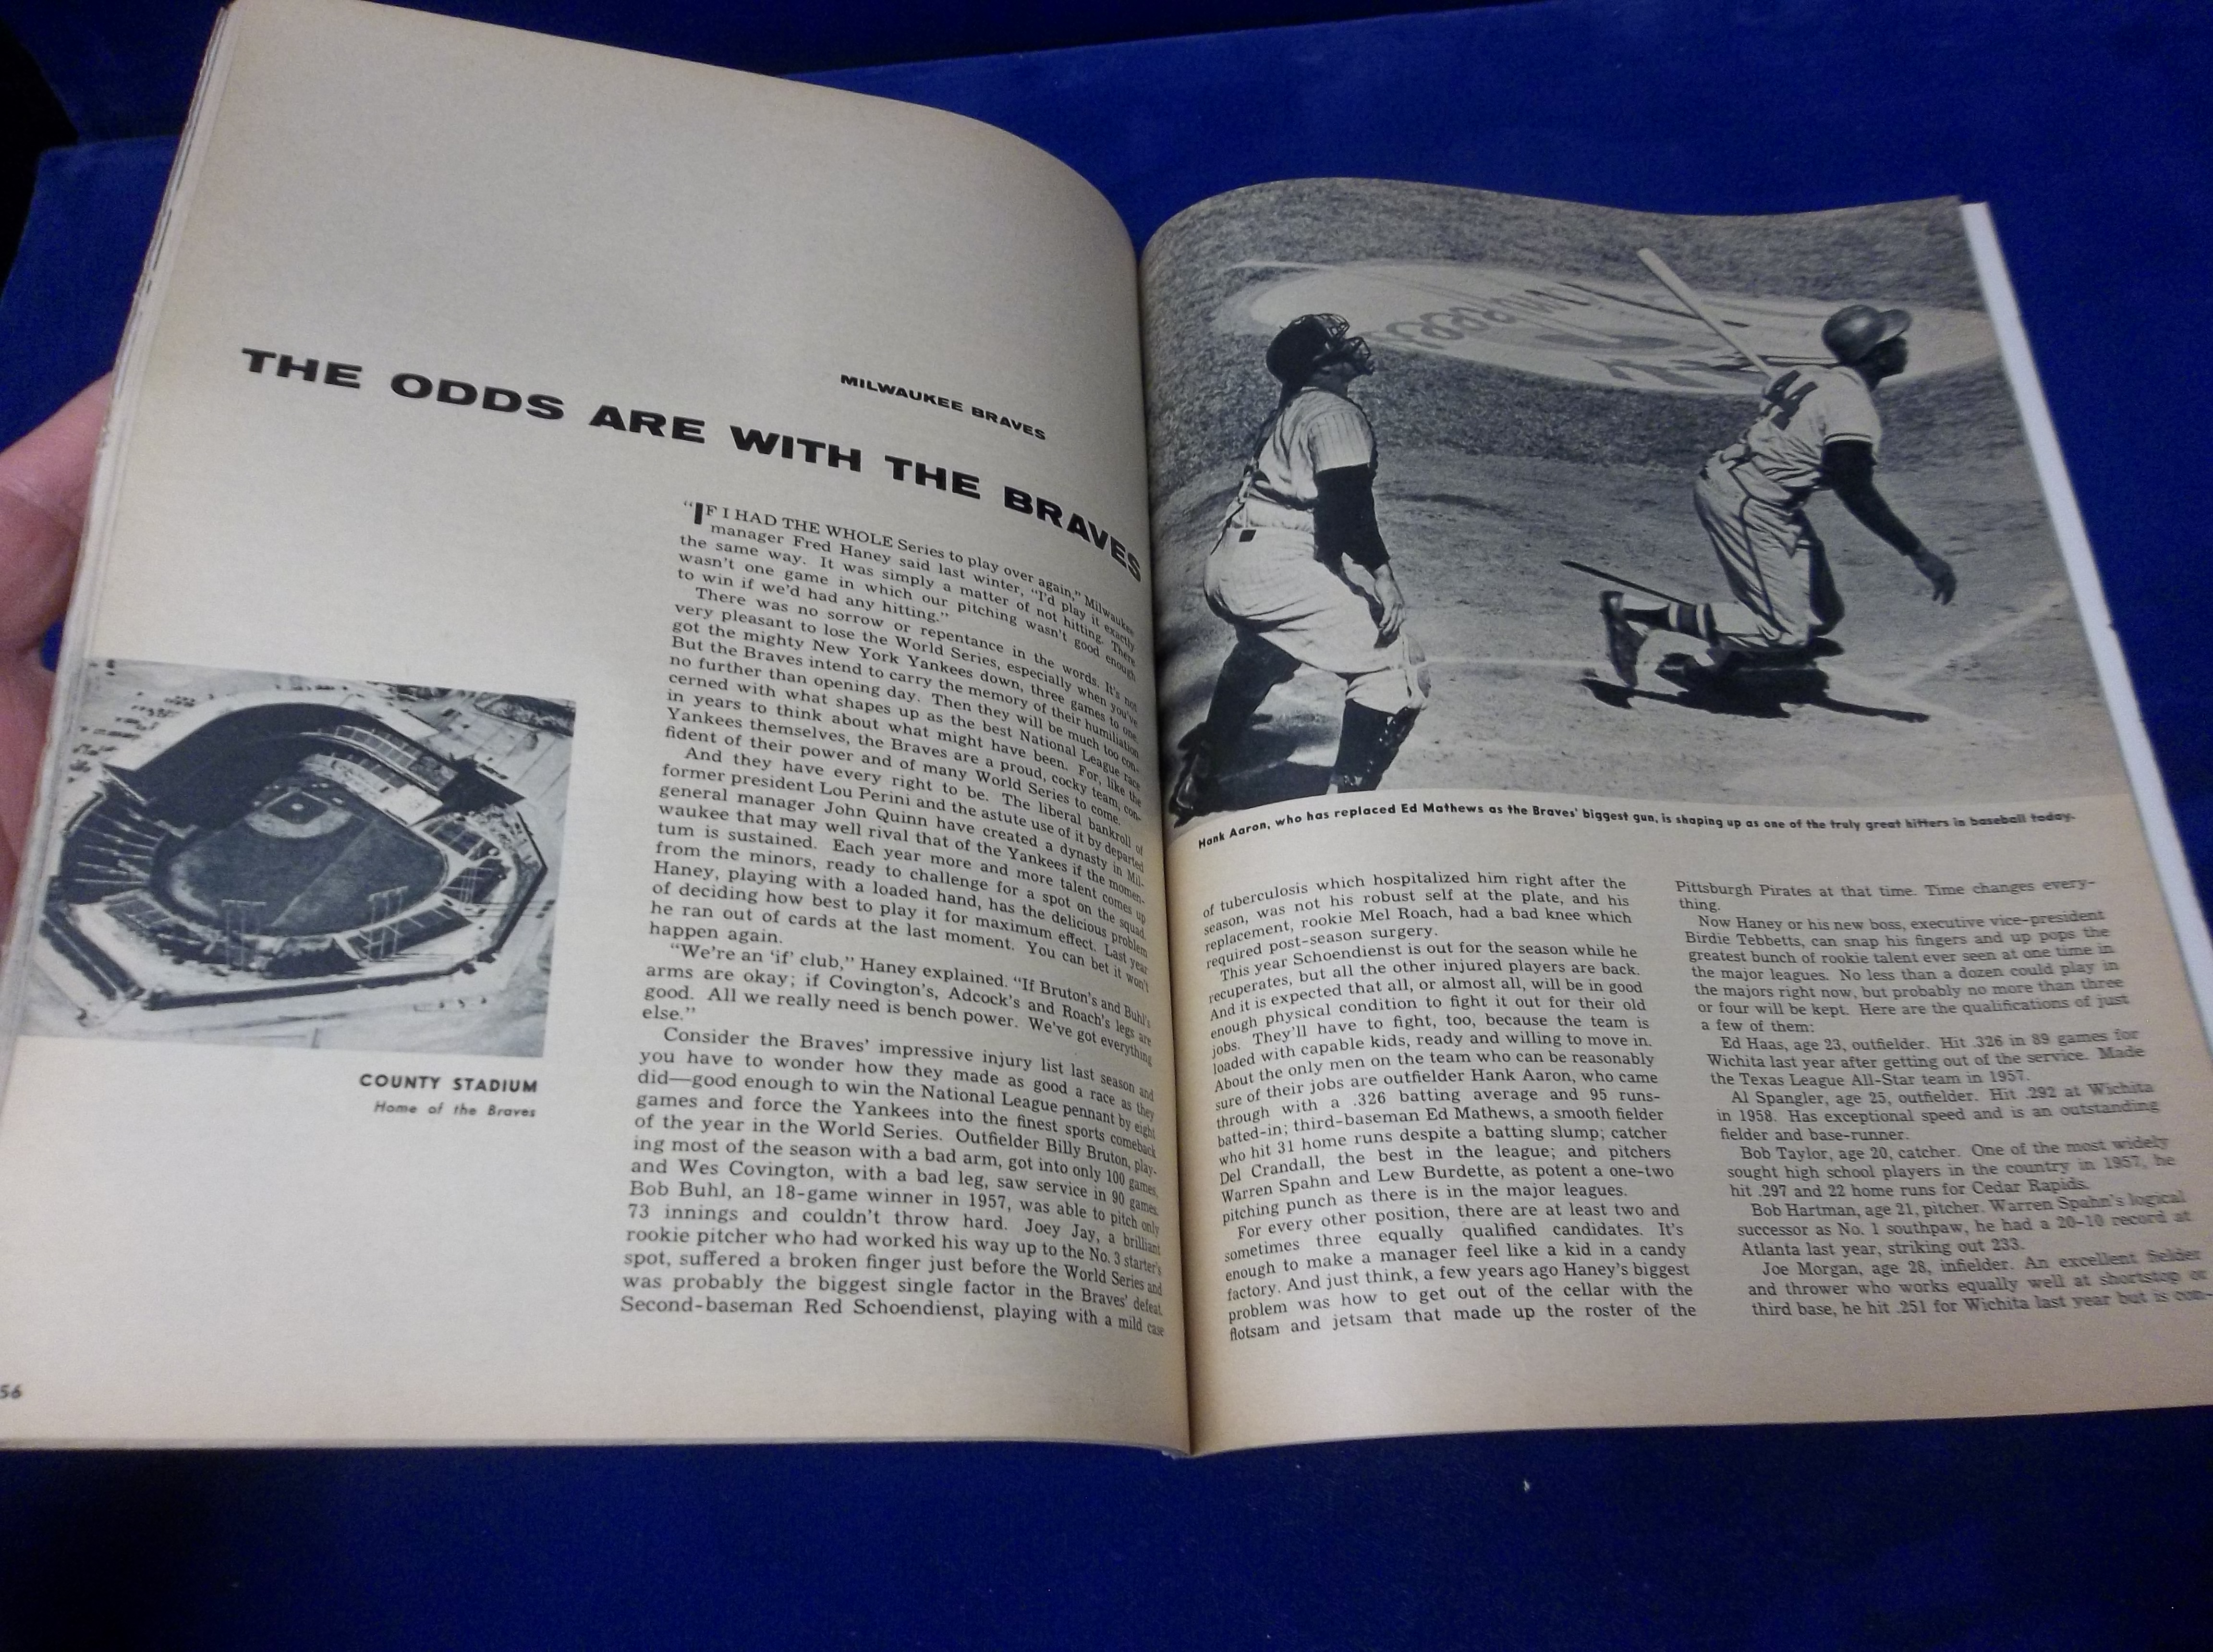 MILWAUKEE BRAVES
THE ODDS ARE WITH THE BRAVES
"IF I HAD THE WHOLE Series to play over again," Milwaukee
manager Fred Haney said last winter, "I'd play it exactly
the same way. It was simply a matter of not hitting. There
wasn't one game in which our pitching wasn't good enough
to win if we'd had any hitting."
There was no sorrow or repentance in the words. It's not
very pleasant to lose the World Series, especially when you've
got the mighty New York Yankees down, three games to one.
But the Braves intend to carry the memory of their humiliation
no further than opening day. Then they will be much too con-
cerned with what shapes up as the best National League race
in years to think about what might have been. For, like the
Yankees themselves, the Braves are a proud, cocky team, con-
fident of their power and of many World Series to come.
And they have every right to be. The liberal bankroll of
former president Lou Perini and the astute use of it by departed
general manager John Quinn have created a dynasty in Mil-
waukee that may well rival that of the Yankees if the momen-
tum is sustained. Each year more and more talent comes up
from the minors, ready to challenge for a spot on the squad.
Haney, playing with a loaded hand, has the delicious problem
of deciding how best to play it for maximum effect. Last year
he ran out of cards at the last moment. You can bet it won't
happen again.
"We're an 'if' club," Haney explained. "If Bruton's and Buhl's
arms are okay; if Covington's, Adcock's and Roach's legs are
good. All we really need is bench power. We've got everything
else."
Consider the Braves' impressive injury list last season and
you have to wonder how they made as good a race as they
did—good enough to win the National League pennant by eight
games and force the Yankees into the finest sports comeback
of the year in the World Series. Outfielder Billy Bruton, play-
ing most of the season with a bad arm, got into only 100 games,
and Wes Covington, with a bad leg, saw service in 90 games.
Bob Buhl, an 18-game winner in 1957, was able to pitch only
73 innings and couldn't throw hard. Joey Jay, a brilliant
rookie pitcher who had worked his way up to the No. 3 starter's
spot, suffered a broken finger just before the World Series and
was probably the biggest single factor in the Braves' defeat.
Second-baseman Red Schoendienst, playing with a mild case
COUNTY STADIUM
Home of the Braves
56
44
Hank Aaron, who has replaced Ed Mathews as the Braves' biggest gun, is shaping up as one of the truly great hitters in baseball today.
of tuberculosis which hospitalized him right after the
season, was not his robust self at the plate, and his
replacement, rookie Mel Roach, had a bad knee which
required post-season surgery.
This year Schoendienst is out for the season while he
recuperates, but all the other injured players are back.
And it is expected that all, or almost all, will be in good
enough physical condition to fight it out for their old
jobs. They'll have to fight, too, because the team is
loaded with capable kids, ready and willing to move in.
About the only men on the team who can be reasonably
sure of their jobs are outfielder Hank Aaron, who came
through with a .326 batting average and 95 runs-
batted-in; third-baseman Ed Mathews, a smooth fielder
who hit 31 home runs despite a batting slump; catcher
Del Crandall, the best in the league; and pitchers
Warren Spahn and Lew Burdette, as potent a one-two
pitching punch as there is in the major leagues.
For every other position, there are at least two and
sometimes three equally qualified candidates. It's
enough to make a manager feel like a kid in a candy
factory. And just think, a few years ago Haney's biggest
problem was how to get out of the cellar with the
flotsam and jetsam that made up the roster of the
Pittsburgh Pirates at that time. Time changes every-
thing.
Now Haney or his new boss, executive vice-president
Birdie Tebbetts, can snap his fingers and up pops the
greatest bunch of rookie talent ever seen at one time in
the major leagues. No less than a dozen could play in
the majors right now, but probably no more than three
or four will be kept. Here are the qualifications of just
a few of them:
Ed Haas, age 23, outfielder. Hit .326 in 89 games for
Wichita last year after getting out of the service. Made
the Texas League All-Star team in 1957.
Al Spangler, age 25, outfielder. Hit .292 at Wichita
in 1958. Has exceptional speed and is an outstanding
fielder and base-runner.
Bob Taylor, age 20, catcher. One of the most widely
sought high school players in the country in 1957, he
hit .297 and 22 home runs for Cedar Rapids.
Bob Hartman, age 21, pitcher. Warren Spahn's logical
successor as No. 1 southpaw, he had a 20-10 record at
Atlanta last year, striking out 233.
Joe Morgan, age 28, infielder. An excellent fielder
and thrower who works equally well at shortstop or
third base, he hit .251 for Wichita last year but is com-